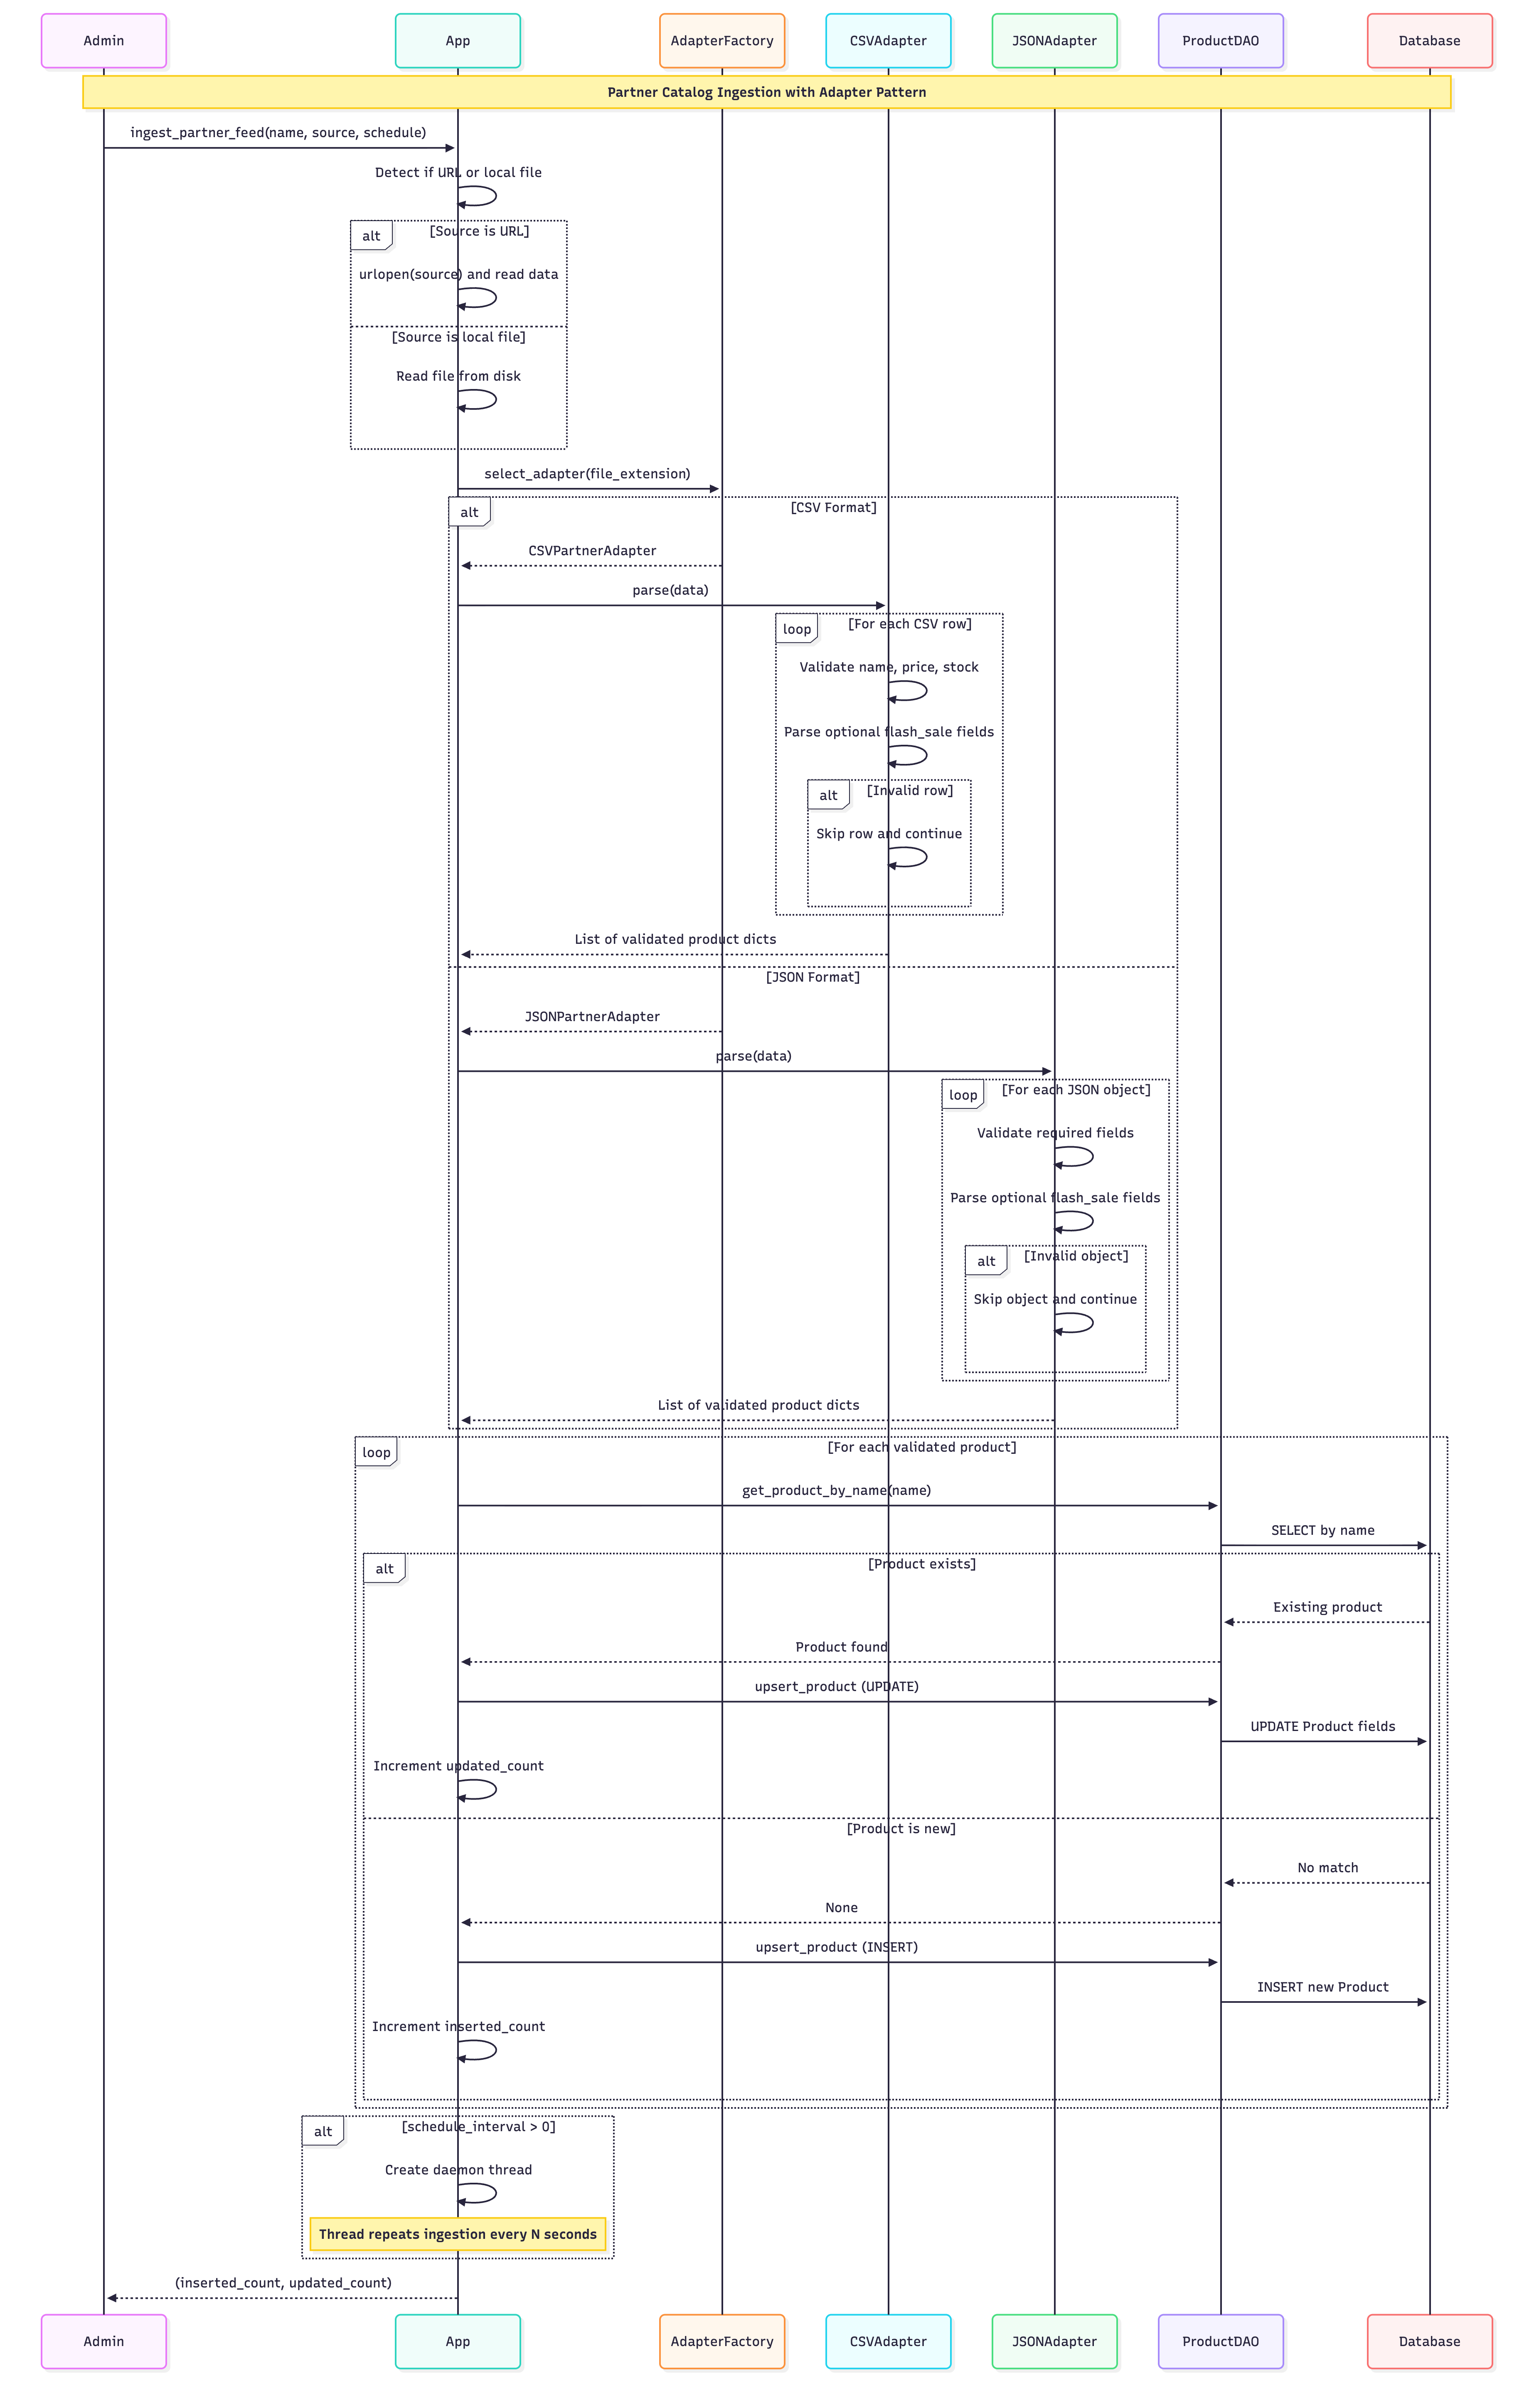 Admin
App
AdapterFactory
CSVAdapter
JSONAdapter
ProductDAO
Database
Partner Catalog Ingestion with Adapter Pattern
ingest_partner_feed(name, source, schedule)
Detect if URL or local file
alt
[Source is URL]
urlopen(source) and read data
[Source is local file]
Read file from disk
select_adapter(file_extension)
alt
[CSV Format]
CSVPartnerAdapter
parse(data)
loop
[For each CSV row]
Validate name, price, stock
Parse optional flash_sale fields
alt
[Invalid row]
Skip row and continue
List of validated product dicts
[JSON Format]
JSONPartnerAdapter
parse(data)
loop
[For each JSON object]
Validate required fields
Parse optional flash_sale fields
alt
[Invalid object]
Skip object and continue
List of validated product dicts
loop
[For each validated product]
get_product_by_name(name)
SELECT by name
alt
[Product exists]
Existing product
Product found
upsert_product (UPDATE)
UPDATE Product fields
Increment updated_count
[Product is new]
No match
None
upsert_product (INSERT)
INSERT new Product
Increment inserted_count
alt
[schedule_interval > 0]
Create daemon thread
Thread repeats ingestion every N seconds
(inserted_count, updated_count)
Admin
App
AdapterFactory
CSVAdapter
JSONAdapter
ProductDAO
Database